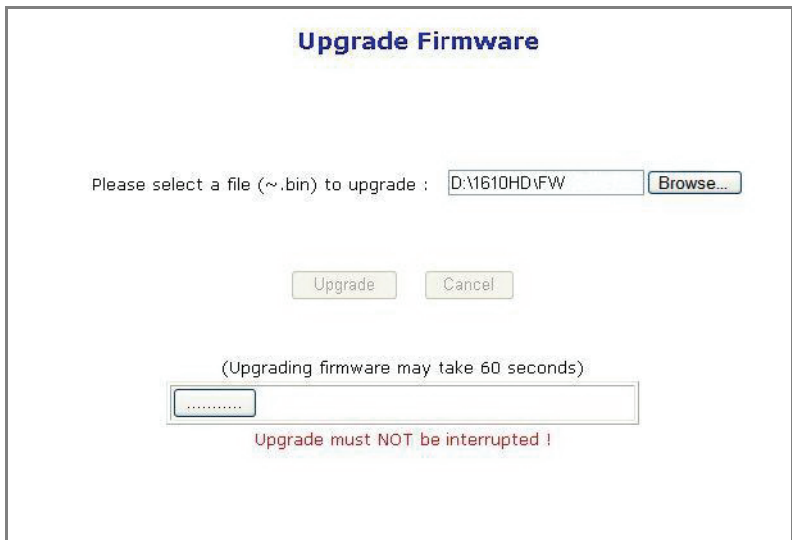 Upgrade Firmware
Please select a file (~.bin) to upgrade : D:\1610HD\FW Browse...
Upgrade Cancel
(Upgrading firmware may take 60 seconds)
...........
Upgrade must NOT be interrupted !